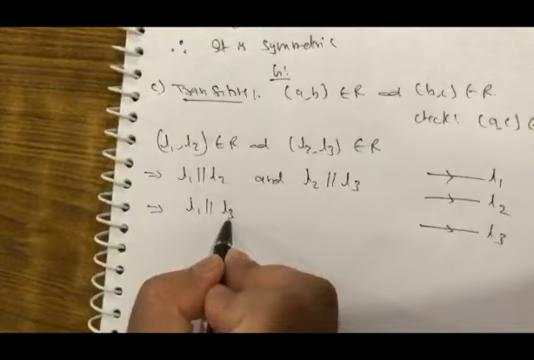 ∴ It is symmetric
Gi:
c) Transitive:. (a,b) ∈ R and (b,c) ∈ R.
check: (a,c) ∈
(l₁, l₂) ∈ R and (l₂, l₃) ∈ R
⇒ l₁ || l₂ and l₂ || l₃
l₁
l₂
l₃
⇒ l₁ || l₃